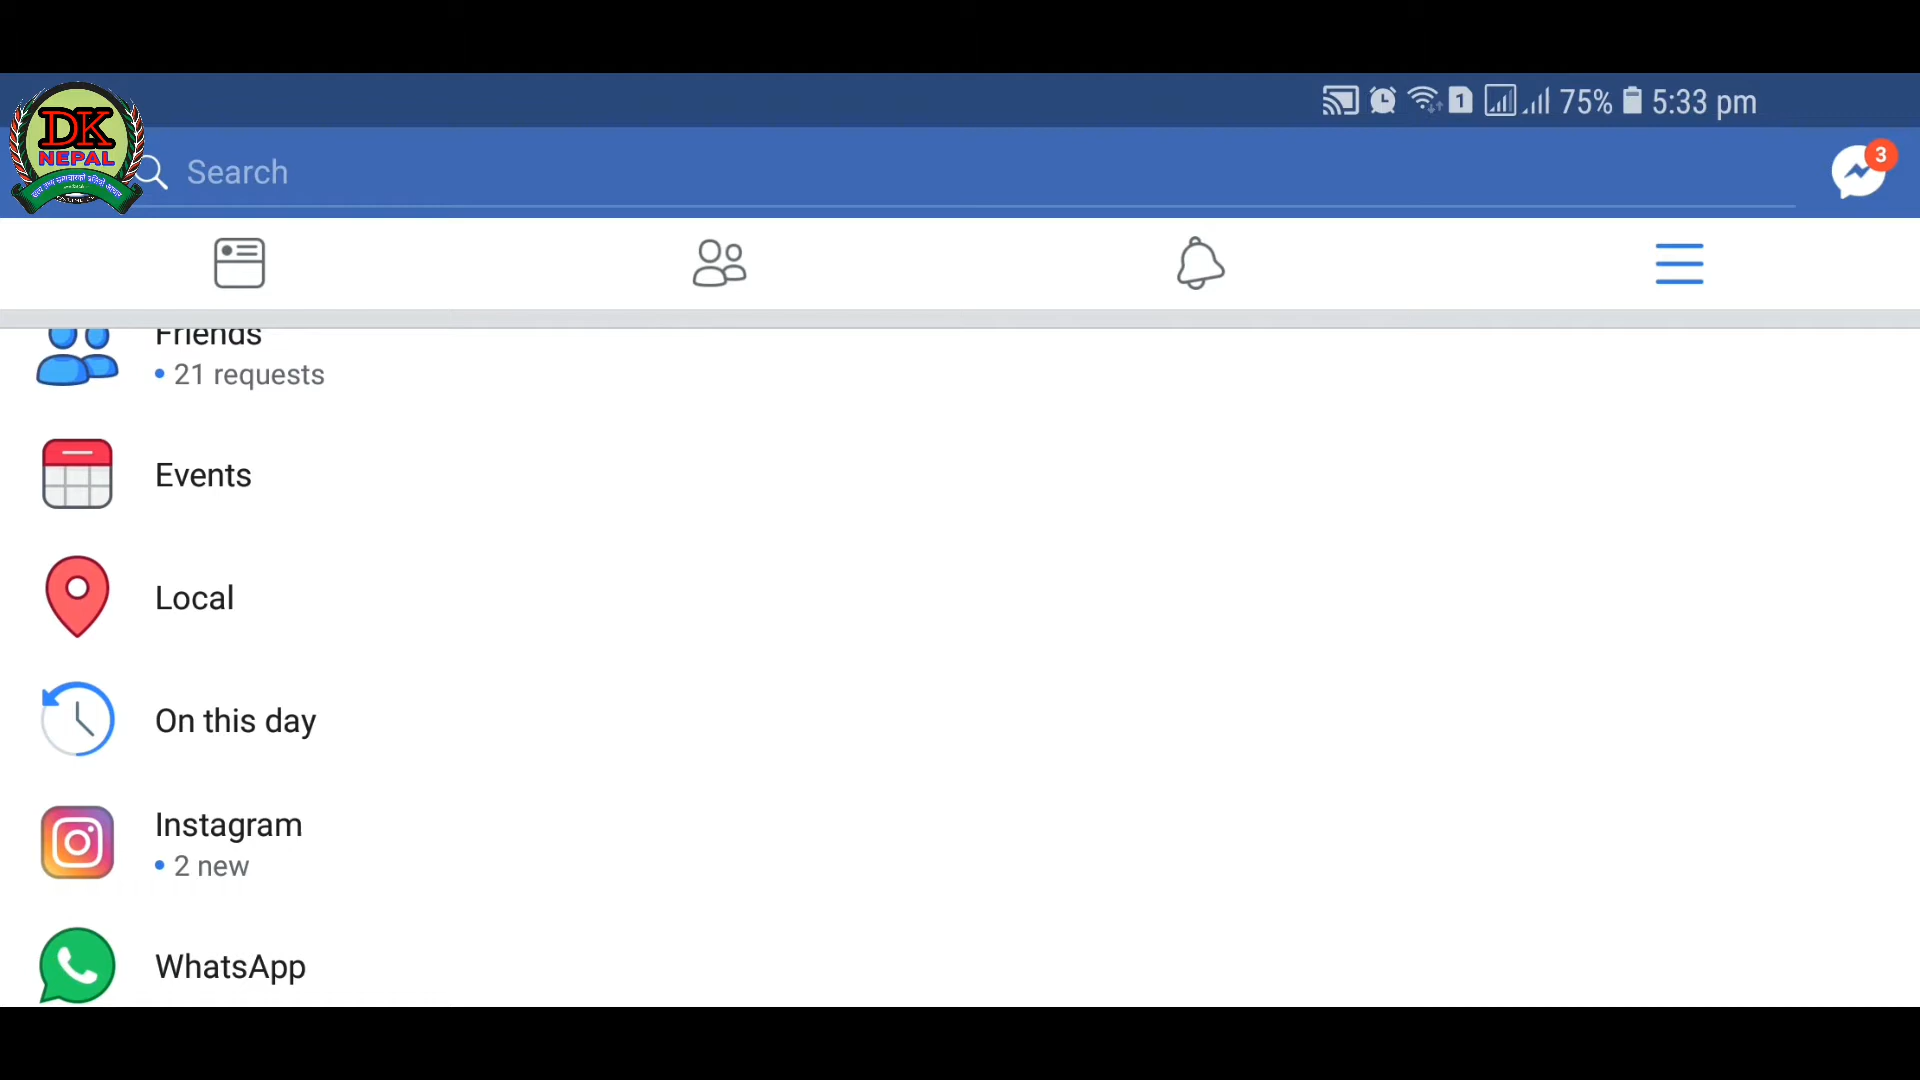 DK
NEPAL
1
75%
5:33 pm
Search
3
Friends
21 requests
Events
Local
On this day
Instagram
2 new
WhatsApp